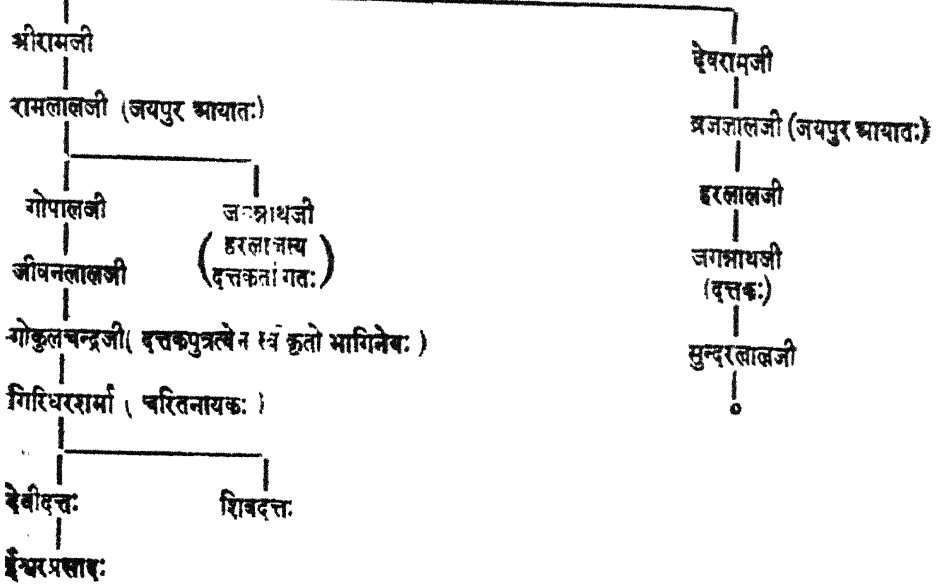 श्रीरामजी
देवरामजी
रामलालजी (जयपुर आयातः)
व्रजलालजी (जयपुर आयातः)
गोपालजी
जगन्नाथजी
हरलालजी
(हरलालस्य
दत्तकतां गतः)
जीवनलालजी
जगन्नाथजी
(दत्तकः)
गोकुलचन्द्रजी( दत्तकपुत्रत्वेन स्वीकृतो भागिनेयः )
सुन्दरलालजी
गिरिधरशर्मा ( चरितनायकः )
देवीदत्तः
शिवदत्तः
ईश्वरप्रसादः